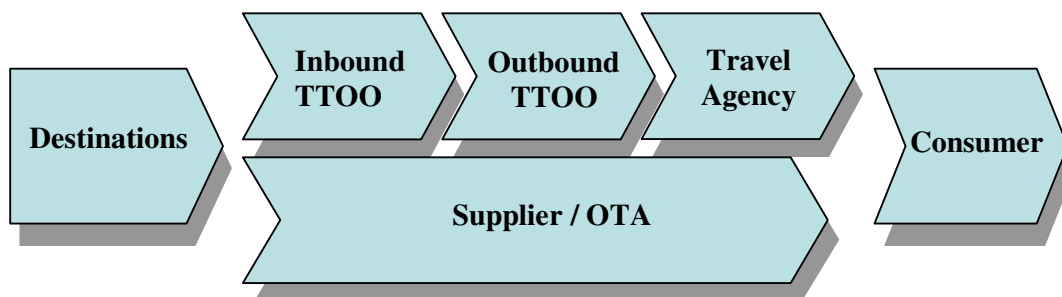 Destinations
Inbound
TTOO
Outbound
TTOO
Travel
Agency
Supplier / OTA
Consumer